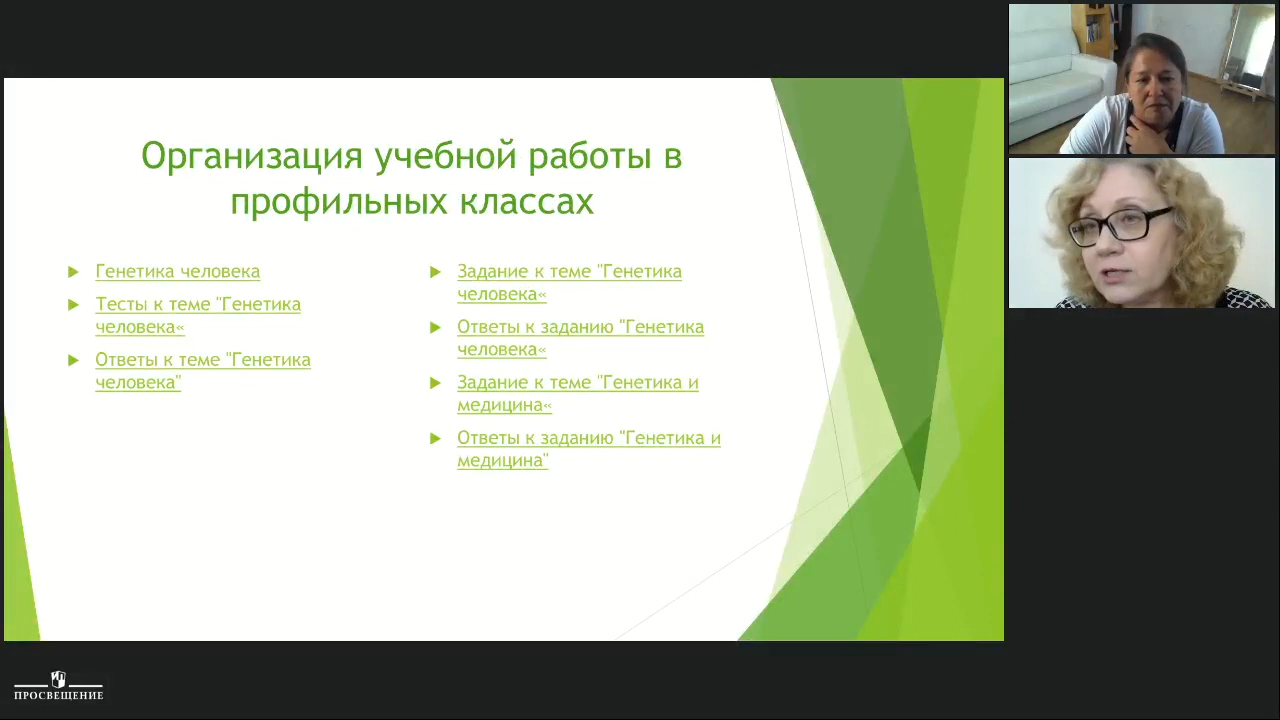 Организация учебной работы в
профильных классах
Генетика человека
Тесты к теме "Генетика
человека«
Ответы к теме "Генетика
человека"
Задание к теме "Генетика
человека«
Ответы к заданию "Генетика
человека«
Задание к теме "Генетика и
медицина«
Ответы к заданию "Генетика и
медицина"
ПРОСВЕЩЕНИЕ